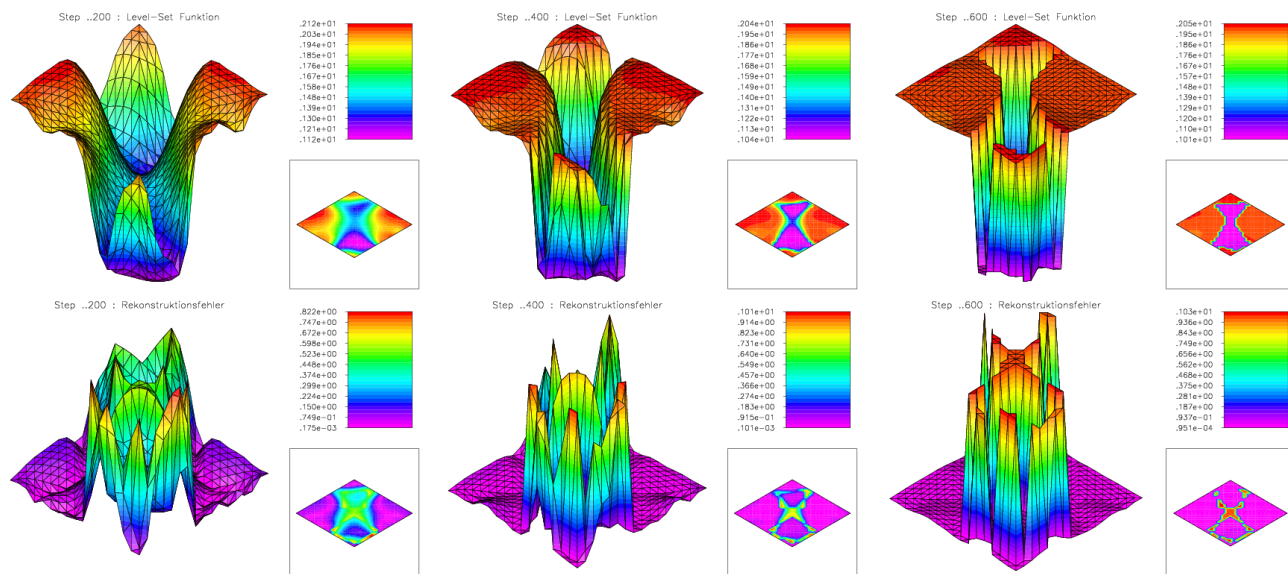 Step ..200 : Level-Set Funktion
.212e+01
.203e+01
.194e+01
.185e+01
.176e+01
.167e+01
.157e+01
.148e+01
.139e+01
.130e+01
.121e+01
.112e+01
Step ..400 : Level-Set Funktion
.204e+01
.195e+01
.186e+01
.177e+01
.168e+01
.159e+01
.150e+01
.140e+01
.131e+01
.122e+01
.113e+01
.104e+01
Step ..600 : Level-Set Funktion
.205e+01
.195e+01
.186e+01
.176e+01
.167e+01
.158e+01
.148e+01
.139e+01
.129e+01
.120e+01
.110e+01
.101e+01
Step ..200 : Rekonstruktionsfehler
.822e+00
.747e+00
.672e+00
.598e+00
.523e+00
.448e+00
.374e+00
.299e+00
.224e+00
.150e+00
.749e-01
.175e-03
Step ..400 : Rekonstruktionsfehler
.101e+01
.914e+00
.823e+00
.731e+00
.640e+00
.549e+00
.457e+00
.366e+00
.274e+00
.183e+00
.915e-01
.101e-03
Step ..600 : Rekonstruktionsfehler
.103e+01
.936e+00
.843e+00
.749e+00
.656e+00
.562e+00
.468e+00
.375e+00
.281e+00
.187e+00
.937e-01
.951e-04